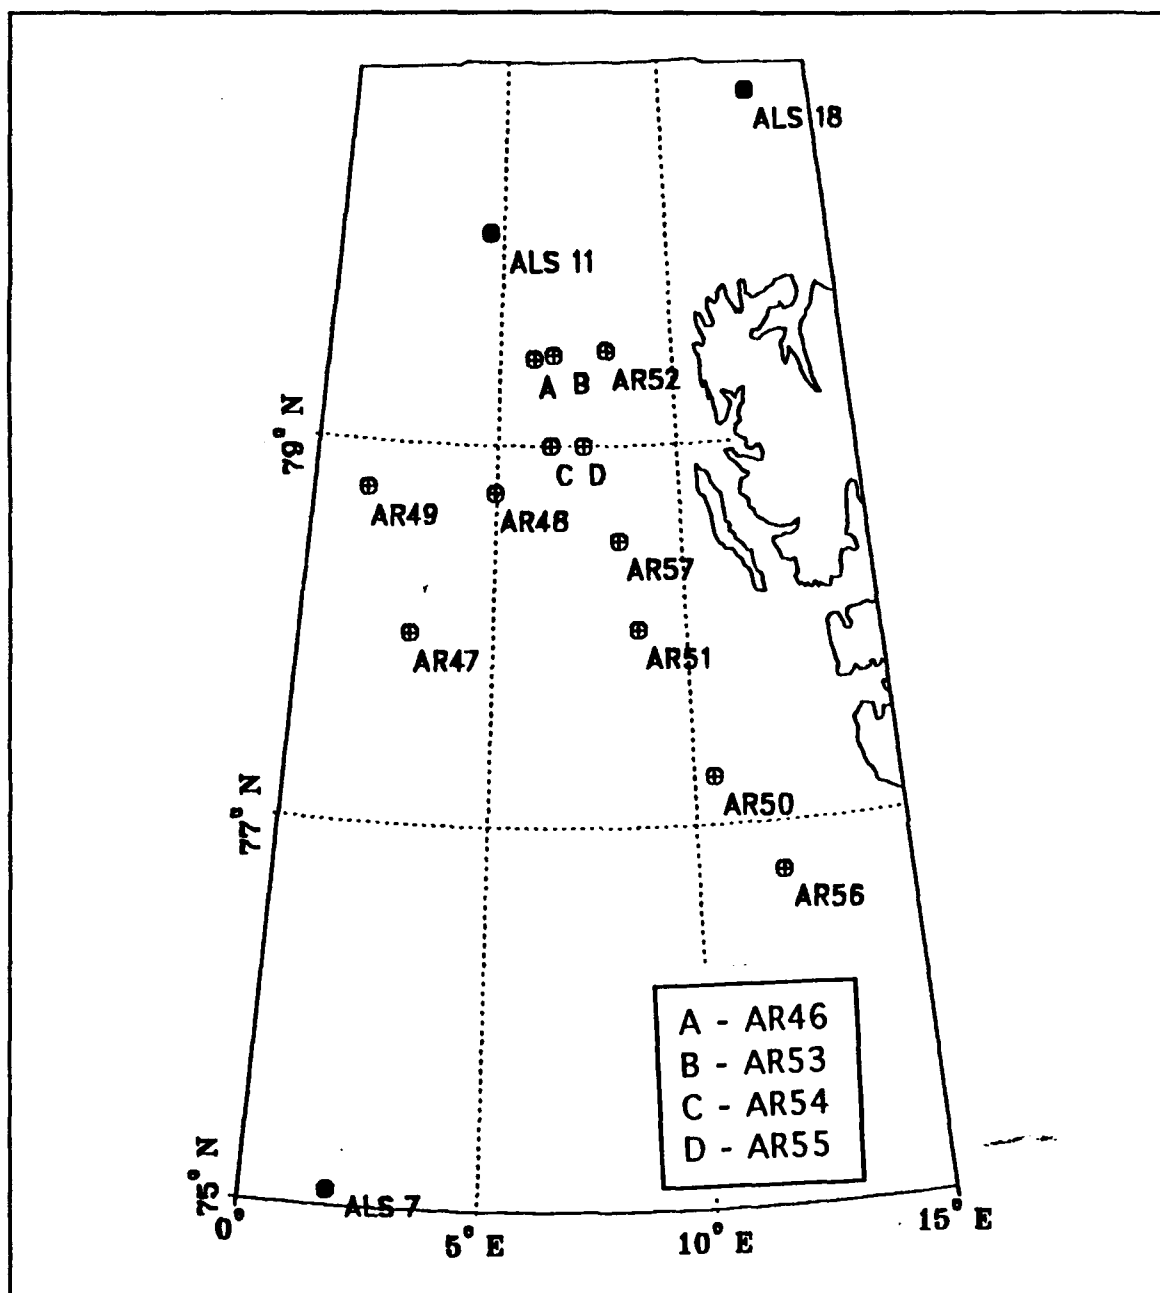 ALS 18
ALS 11
A B AR52
79° N
C D
AR49 AR48
AR57
AR47 AR51
77° N
AR50
AR56
A - AR46
B - AR53
C - AR54
D - AR55
75° N
ALS 7
0° 5° E 10° E 15° E